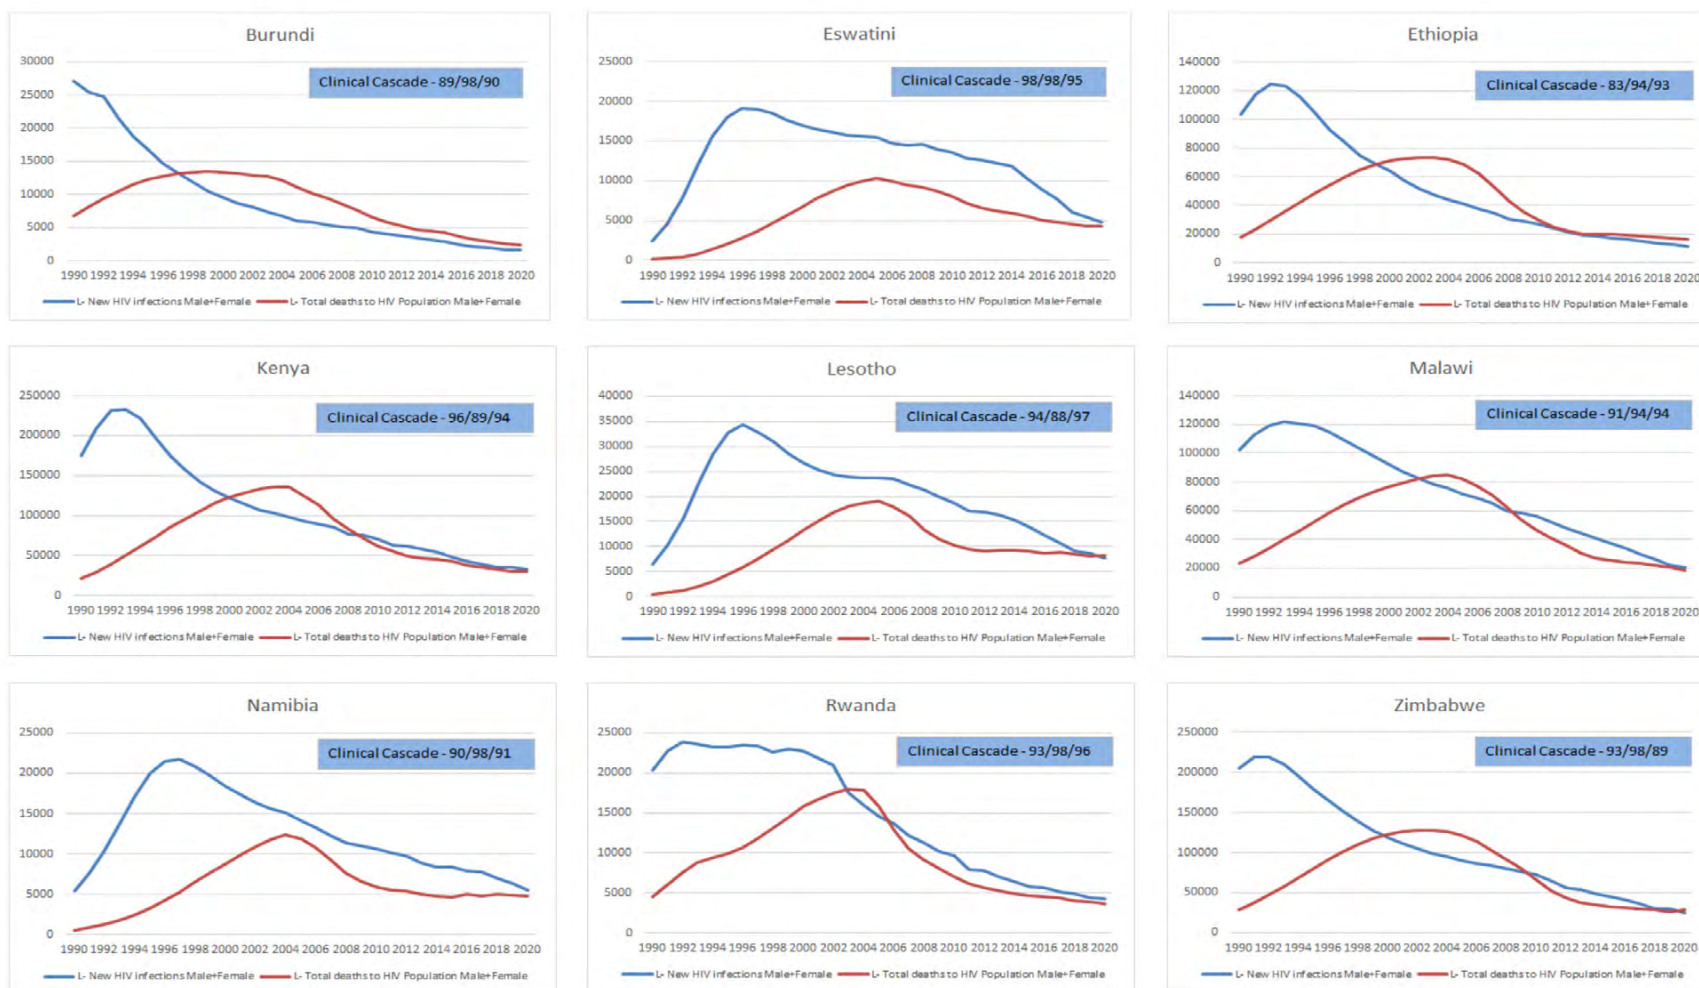 Burundi
Clinical Cascade - 89/98/90
30000
25000
20000
15000
10000
5000
0
1990 1992 1994 1996 1998 2000 2002 2004 2006 2008 2010 2012 2014 2016 2018 2020
L- New HIV infections Male+Female L- Total deaths to HIV Population Male+Female
Eswatini
Clinical Cascade - 98/98/95
25000
20000
15000
10000
5000
0
1990 1992 1994 1996 1998 2000 2002 2004 2006 2008 2010 2012 2014 2016 2018 2020
L- New HIV infections Male+Female L- Total deaths to HIV Population Male+Female
Ethiopia
Clinical Cascade - 83/94/93
140000
120000
100000
80000
60000
40000
20000
0
1990 1992 1994 1996 1998 2000 2002 2004 2006 2008 2010 2012 2014 2016 2018 2020
L- New HIV infections Male+Female L- Total deaths to HIV Population Male+Female
Kenya
Clinical Cascade - 96/89/94
250000
200000
150000
100000
50000
0
1990 1992 1994 1996 1998 2000 2002 2004 2006 2008 2010 2012 2014 2016 2018 2020
L- New HIV infections Male+Female L- Total deaths to HIV Population Male+Female
Lesotho
Clinical Cascade - 94/88/97
40000
35000
30000
25000
20000
15000
10000
5000
0
1990 1992 1994 1996 1998 2000 2002 2004 2006 2008 2010 2012 2014 2016 2018 2020
L- New HIV infections Male+Female L- Total deaths to HIV Population Male+Female
Malawi
Clinical Cascade - 91/94/94
140000
120000
100000
80000
60000
40000
20000
0
1990 1992 1994 1996 1998 2000 2002 2004 2006 2008 2010 2012 2014 2016 2018 2020
L- New HIV infections Male+Female L- Total deaths to HIV Population Male+Female
Namibia
Clinical Cascade - 90/98/91
25000
20000
15000
10000
5000
0
1990 1992 1994 1996 1998 2000 2002 2004 2006 2008 2010 2012 2014 2016 2018 2020
L- New HIV infections Male+Female L- Total deaths to HIV Population Male+Female
Rwanda
Clinical Cascade - 93/98/96
25000
20000
15000
10000
5000
0
1990 1992 1994 1996 1998 2000 2002 2004 2006 2008 2010 2012 2014 2016 2018 2020
L- New HIV infections Male+Female L- Total deaths to HIV Population Male+Female
Zimbabwe
Clinical Cascade - 93/98/89
250000
200000
150000
100000
50000
0
1990 1992 1994 1996 1998 2000 2002 2004 2006 2008 2010 2012 2014 2016 2018 2020
L- New HIV infections Male+Female L- Total deaths to HIV Population Male+Female